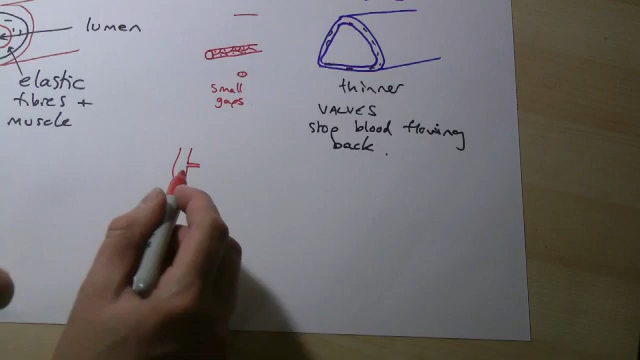 lumen
elastic
fibres +
muscle
small
gaps
thinner
VALVES
stop blood flowing
back.